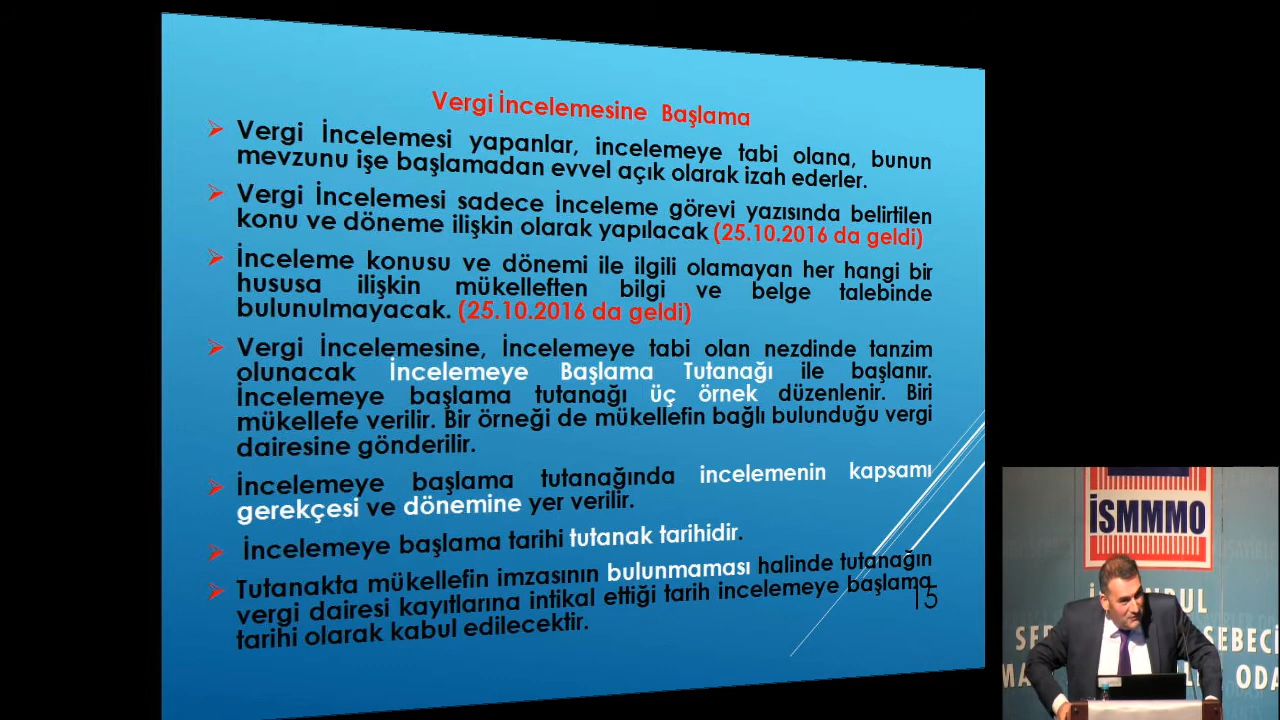 Vergi İncelemesine Başlama
Vergi İncelemesi yapanlar, incelemeye tabi olana, bunun
mevzunu işe başlamadan evvel açık olarak izah ederler.
Vergi İncelemesi sadece İnceleme görevi yazısında belirtilen
konu ve döneme ilişkin olarak yapılacak (25.10.2016 da geldi)
İnceleme konusu ve dönemi ile ilgili olamayan her hangi bir
hususa ilişkin mükelleften bilgi ve belge talebinde
bulunulmayacak. (25.10.2016 da geldi)
Vergi İncelemesine, İncelemeye tabi olan nezdinde tanzim
olunacak İncelemeye Başlama Tutanağı ile başlanır.
İncelemeye başlama tutanağı üç örnek düzenlenir. Biri
mükellefe verilir. Bir örneği de mükellefin bağlı bulunduğu vergi
dairesine gönderilir.
İncelemeye başlama tutanağında incelemenin kapsamı
gerekçesi ve dönemine yer verilir.
İncelemeye başlama tarihi tutanak tarihidir.
Tutanakta mükellefin imzasının bulunmaması halinde tutanağın
vergi dairesi kayıtlarına intikal ettiği tarih incelemeye başlama
tarihi olarak kabul edilecektir.
15
İSMMMO